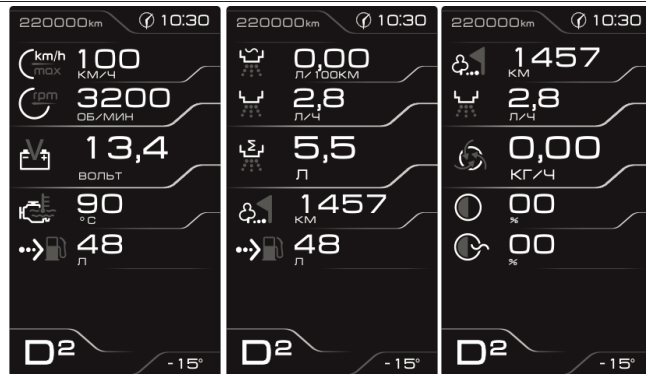 220000km 10:30
km/h
max
100
КМ/Ч
rpm
3200
ОБ/МИН
V
13,4
ВОЛЬТ
90
°C
48
Л
D2
-15°
220000km 10:30
0,00
Л/100КМ
2,8
Л/Ч
Σ
5,5
Л
1457
КМ
48
Л
D2
-15°
220000km 10:30
1457
КМ
2,8
Л/Ч
0,00
КГ/Ч
00
%
00
%
D2
-15°